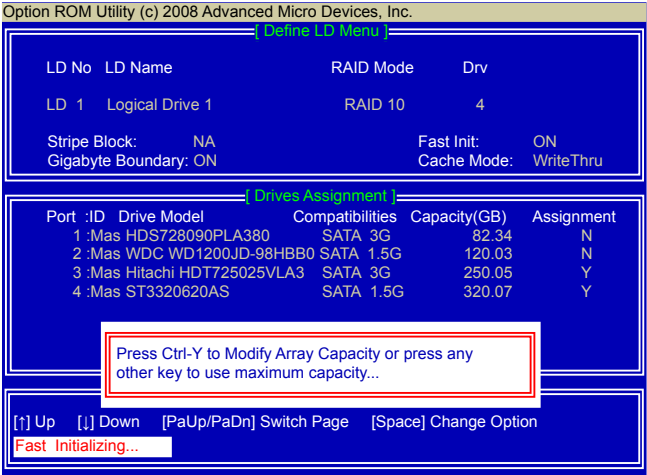 Option ROM Utility (c) 2008 Advanced Micro Devices, Inc.
[ Define LD Menu ]
LD No LD Name RAID Mode Drv
LD 1 Logical Drive 1 RAID 10 4
Stripe Block: NA Fast Init: ON
Gigabyte Boundary: ON Cache Mode: WriteThru
[ Drives Assignment ]
Port :ID Drive Model Compatibilities Capacity(GB) Assignment
1 :Mas HDS728090PLA380 SATA 3G 82.34 N
2 :Mas WDC WD1200JD-98HBB0 SATA 1.5G 120.03 N
3 :Mas Hitachi HDT725025VLA3 SATA 3G 250.05 Y
4 :Mas ST3320620AS SATA 1.5G 320.07 Y
Press Ctrl-Y to Modify Array Capacity or press any
other key to use maximum capacity...
[↑] Up [↓] Down [PaUp/PaDn] Switch Page [Space] Change Option
Fast Initializing...